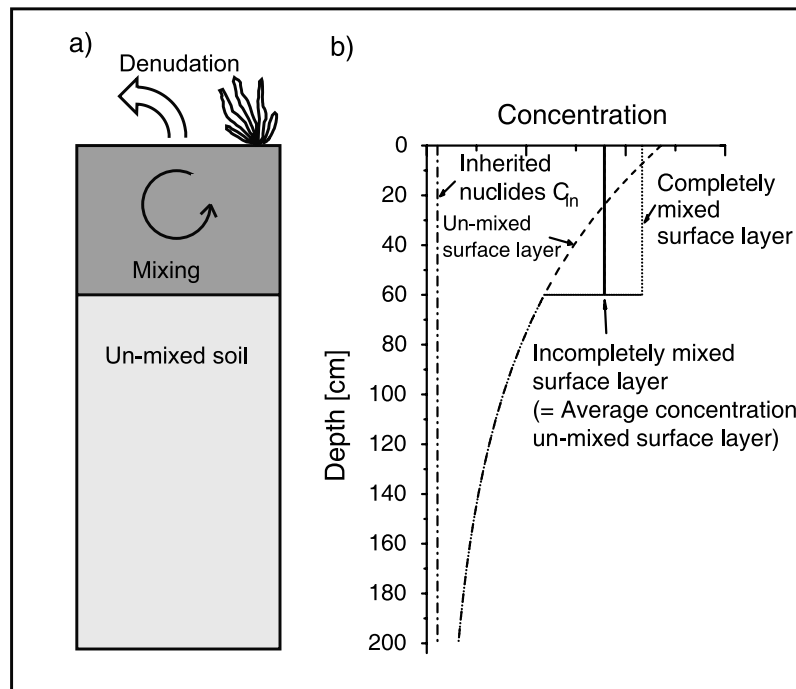 a)
Denudation
Mixing
Un-mixed soil
b)
Concentration
0
20
40
60
80
100
120
140
160
180
200
Depth [cm]
Inherited
nuclides C_In
Un-mixed
surface layer
Completely
mixed
surface layer
Incompletely mixed
surface layer
(= Average concentration
un-mixed surface layer)